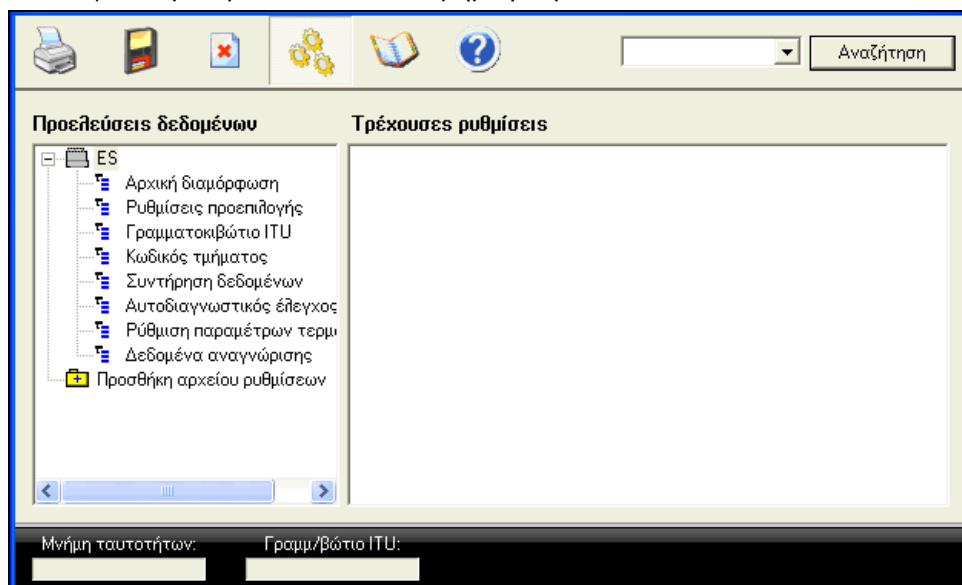 Αναζήτηση
Προελεύσεις δεδομένων
Τρέχουσες ρυθμίσεις
ES
Αρχική διαμόρφωση
Ρυθμίσεις προεπιλογής
Γραμματοκιβώτιο ITU
Κωδικός τμήματος
Συντήρηση δεδομένων
Αυτοδιαγνωστικός έλεγχος
Ρύθμιση παραμέτρων τερμ
Δεδομένα αναγνώρισης
Προσθήκη αρχείου ρυθμίσεων
Μνήμη ταυτοτήτων: Γραμμ/βώτιο ITU: